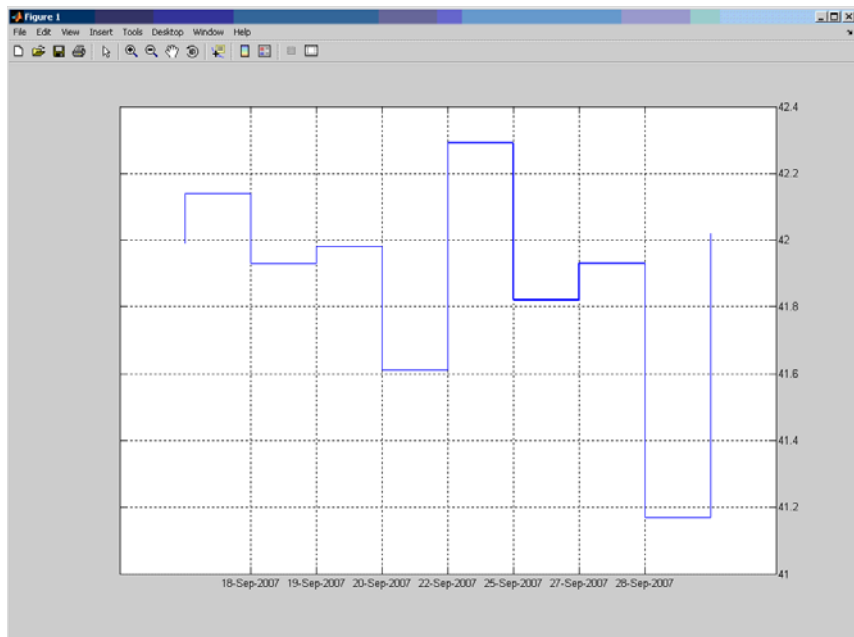 Figure 1
File Edit View Insert Tools Desktop Window Help
42.4
42.2
42
41.8
41.6
41.4
41.2
41
18-Sep-2007 19-Sep-2007 20-Sep-2007 22-Sep-2007 25-Sep-2007 27-Sep-2007 28-Sep-2007